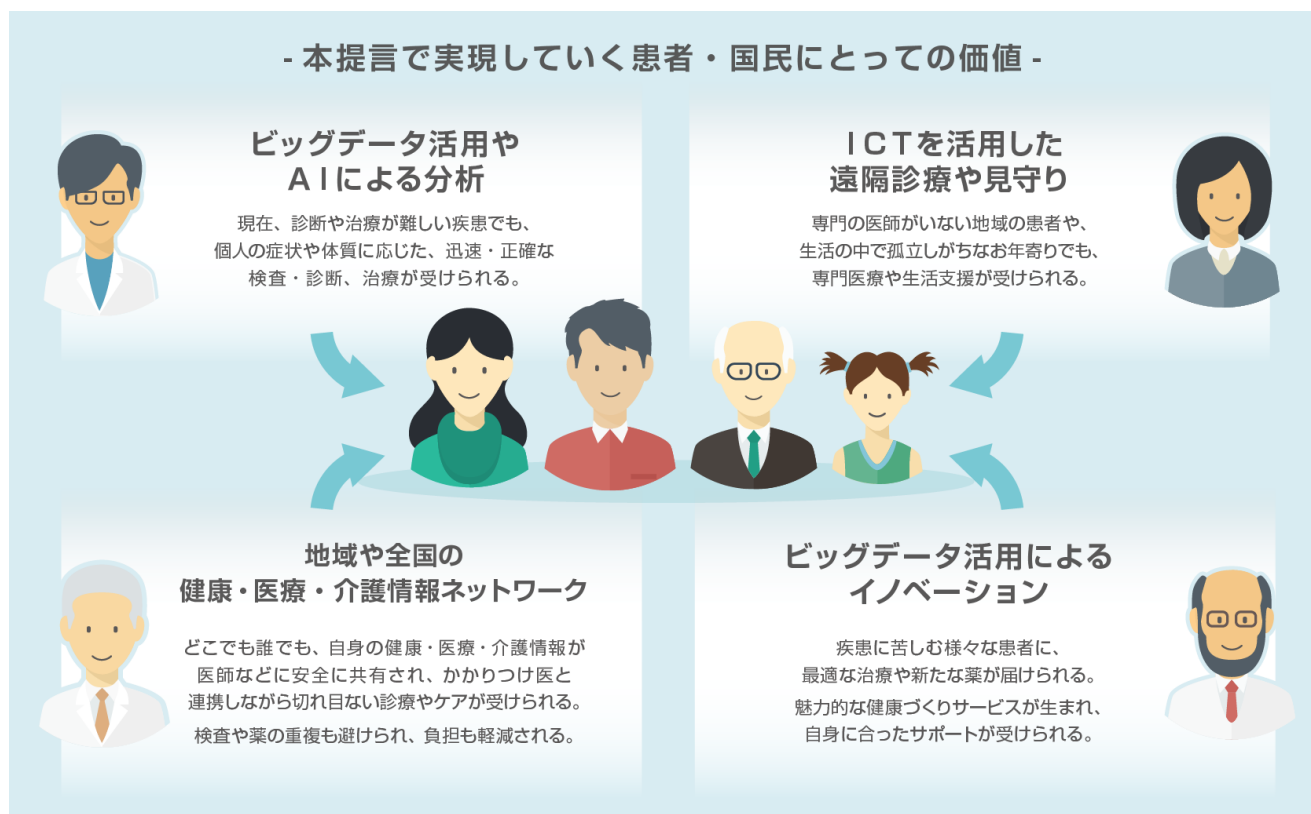 - 本提言で実現していく患者・国民にとっての価値 -
ビッグデータ活用や
AIによる分析
現在、診断や治療が難しい疾患でも、
個人の症状や体質に応じた、迅速・正確な
検査・診断、治療が受けられる。
ICTを活用した
遠隔診療や見守り
専門の医師がいない地域の患者や、
生活の中で孤立しがちなお年寄りでも、
専門医療や生活支援が受けられる。
地域や全国の
健康・医療・介護情報ネットワーク
どこでも誰でも、自身の健康・医療・介護情報が
医師などに安全に共有され、かかりつけ医と
連携しながら切れ目ない診療やケアが受けられる。
検査や薬の重複も避けられ、負担も軽減される。
ビッグデータ活用による
イノベーション
疾患に苦しむ様々な患者に、
最適な治療や新たな薬が届けられる。
魅力的な健康づくりサービスが生まれ、
自身に合ったサポートが受けられる。